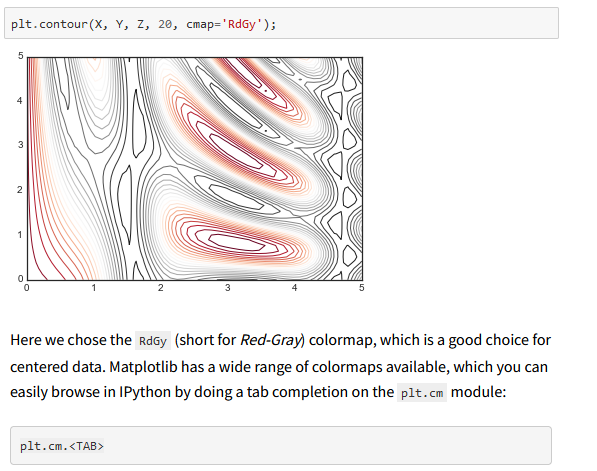 plt.contour(X, Y, Z, 20, cmap='RdGy');
5
4
3
2
1
0
0 1 2 3 4 5
Here we chose the RdGy (short for Red-Gray) colormap, which is a good choice for
centered data. Matplotlib has a wide range of colormaps available, which you can
easily browse in IPython by doing a tab completion on the plt.cm module:
plt.cm.<TAB>